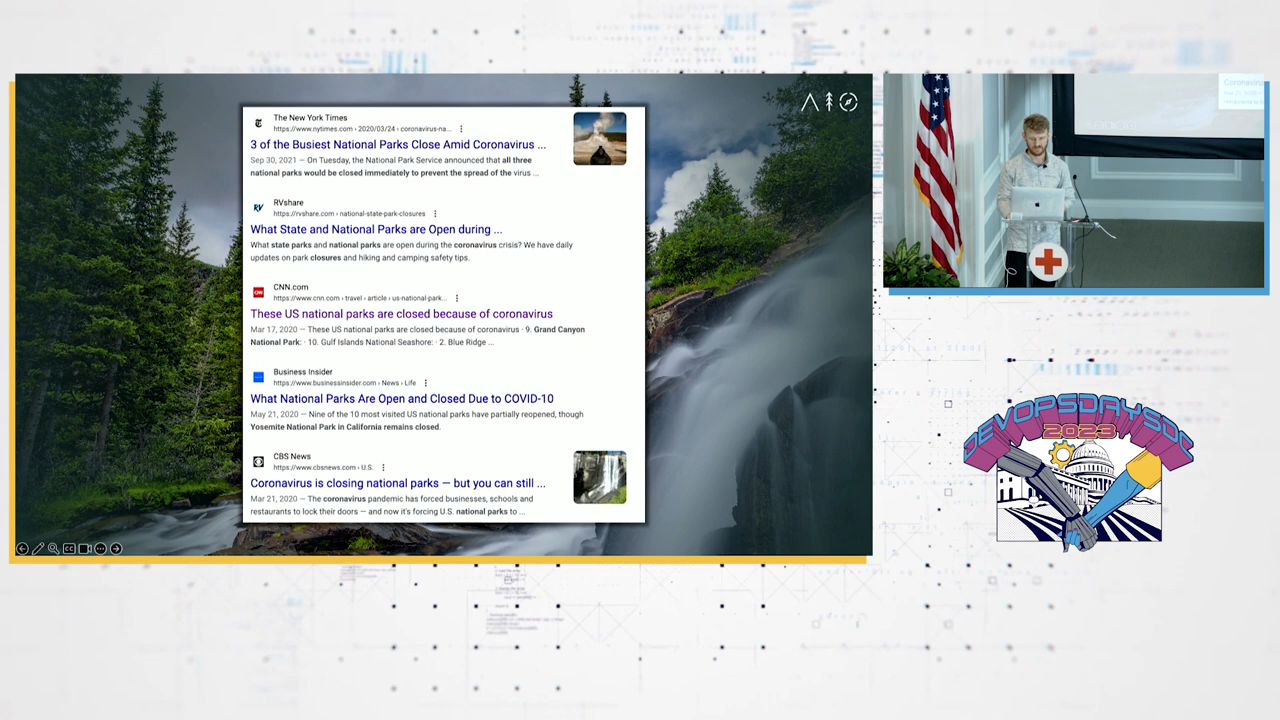 The New York Times
https://www.nytimes.com › 2020/03/24 › coronavirus-na...
3 of the Busiest National Parks Close Amid Coronavirus ...
Sep 30, 2021 — On Tuesday, the National Park Service announced that all three
national parks would be closed immediately to prevent the spread of the virus ...
RV
RVshare
https://rvshare.com › national-state-park-closures
What State and National Parks are Open during ...
What state parks and national parks are open during the coronavirus crisis? We have daily
updates on park closures and hiking and camping safety tips.
CNN
CNN.com
https://www.cnn.com › travel › article › us-national-park...
These US national parks are closed because of coronavirus
Mar 17, 2020 — These US national parks are closed because of coronavirus · 9. Grand Canyon
National Park: · 10. Gulf Islands National Seashore: · 2. Blue Ridge ...
Business Insider
https://www.businessinsider.com › News › Life
What National Parks Are Open and Closed Due to COVID-10
May 21, 2020 — Nine of the 10 most visited US national parks have partially reopened, though
Yosemite National Park in California remains closed.
CBS News
https://www.cbsnews.com › U.S.
Coronavirus is closing national parks — but you can still ...
Mar 21, 2020 — The coronavirus pandemic has forced businesses, schools and
restaurants to lock their doors — and now it's forcing U.S. national parks to ...
CC
DEVOPSDAYSDC
2023